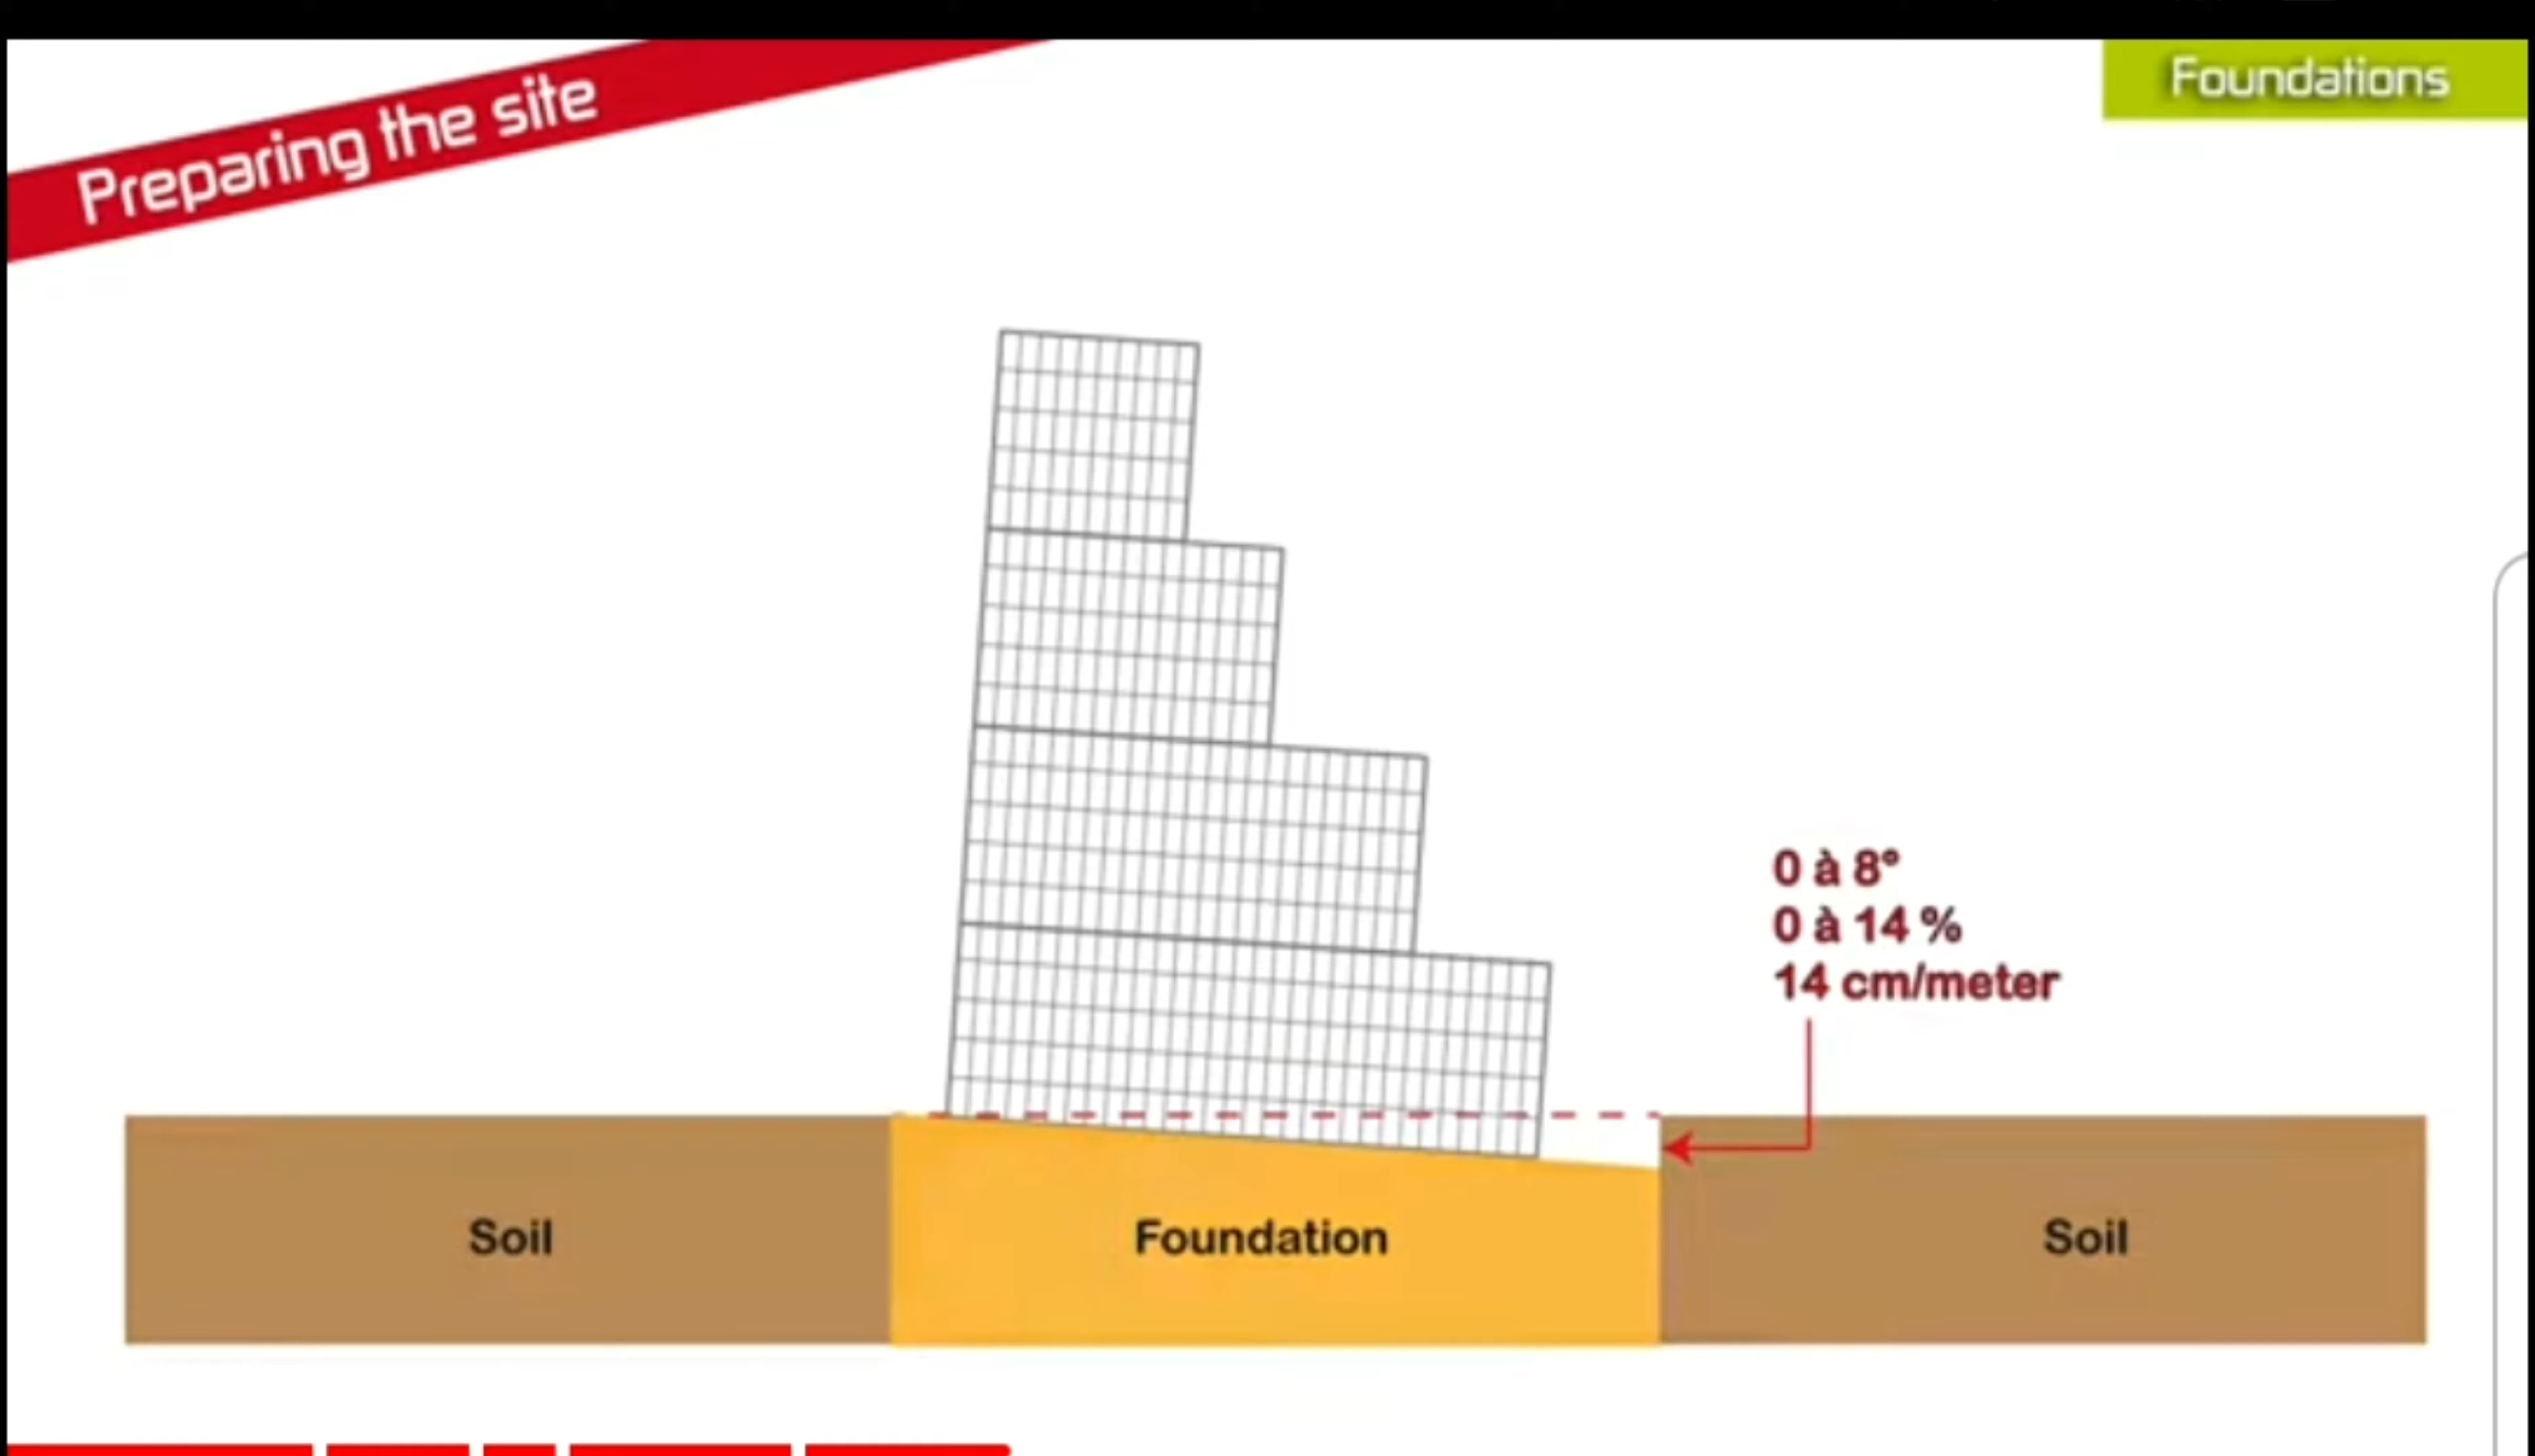 Preparing the site
Foundations
0 à 8°
0 à 14 %
14 cm/meter
Soil
Foundation
Soil